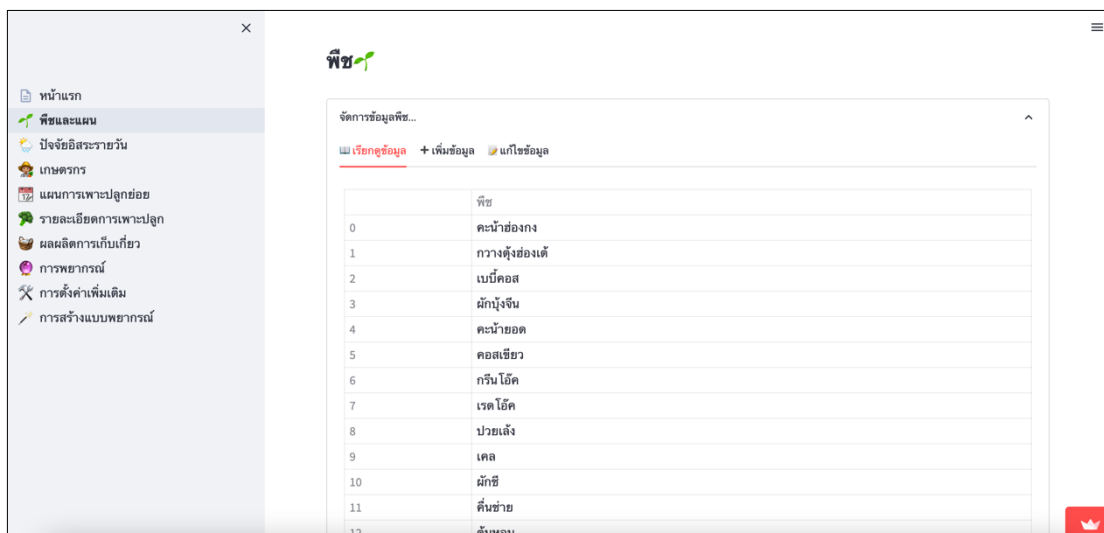 หน้าแรก
พืชและแผน
ปัจจัยอิสระรายวัน
เกษตรกร
แผนการเพาะปลูกย่อย
รายละเอียดการเพาะปลูก
ผลผลิตการเก็บเกี่ยว
การพยากรณ์
การตั้งค่าเพิ่มเติม
การสร้างแบบพยากรณ์
พืช
จัดการข้อมูลพืช...
เรียกดูข้อมูล + เพิ่มข้อมูล แก้ไขข้อมูล
พืช
0 คะน้าฮ่องกง
1 กวางตุ้งฮ่องเต้
2 เบบี้คอส
3 ผักบุ้งจีน
4 คะน้ายอด
5 คอสเขียว
6 กรีนโอ๊ค
7 เรดโอ๊ค
8 ปวยเล้ง
9 เคล
10 ผักชี
11 คื่นช่าย
12 ต้นหอม